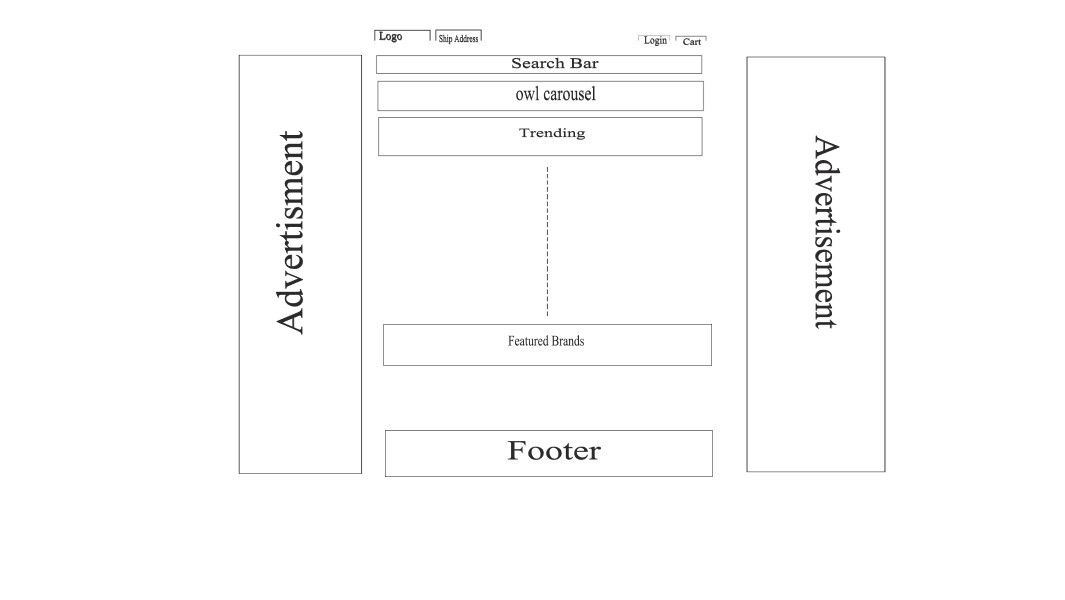 Logo
Ship Address
Login
Cart
Search Bar
owl carousel
Trending
Advertisment
Advertisement
Featured Brands
Footer